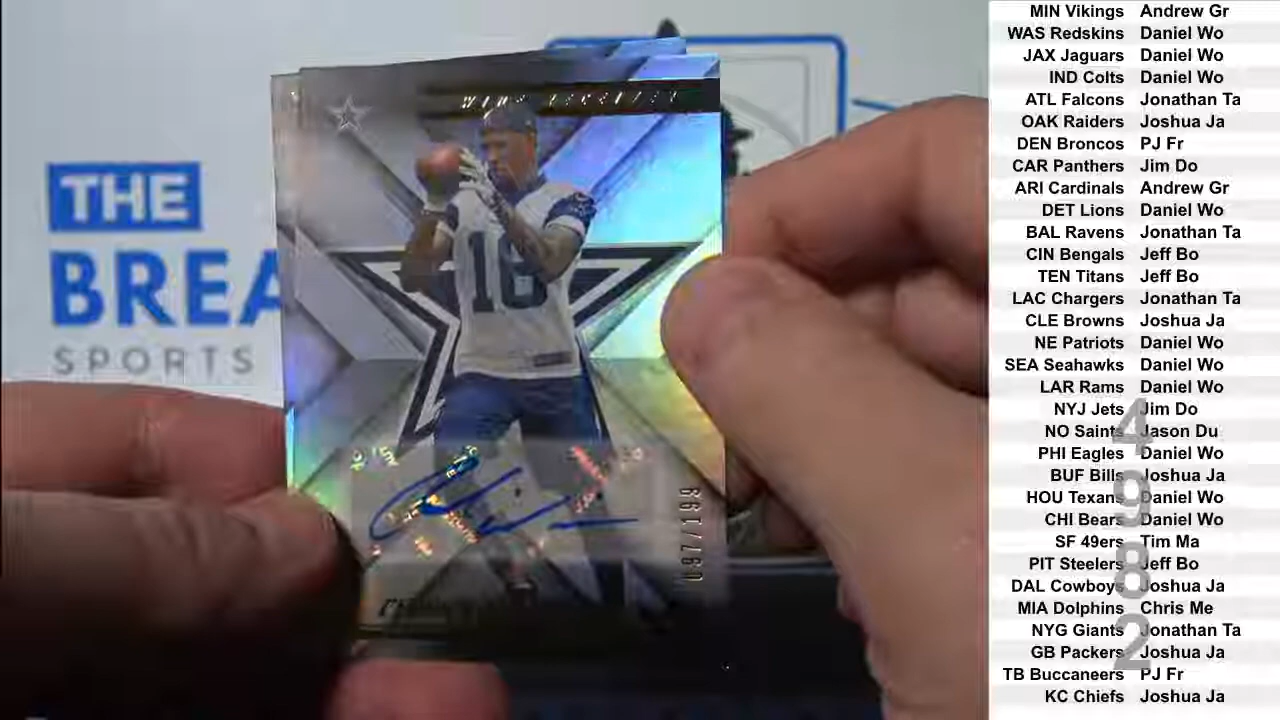 THE
BREA
SPORTS
WIDE RECEIVER
18
097/199
MIN Vikings Andrew Gr
WAS Redskins Daniel Wo
JAX Jaguars Daniel Wo
IND Colts Daniel Wo
ATL Falcons Jonathan Ta
OAK Raiders Joshua Ja
DEN Broncos PJ Fr
CAR Panthers Jim Do
ARI Cardinals Andrew Gr
DET Lions Daniel Wo
BAL Ravens Jonathan Ta
CIN Bengals Jeff Bo
TEN Titans Jeff Bo
LAC Chargers Jonathan Ta
CLE Browns Joshua Ja
NE Patriots Daniel Wo
SEA Seahawks Daniel Wo
LAR Rams Daniel Wo
NYJ Jets Jim Do
NO Saints Jason Du
PHI Eagles Daniel Wo
BUF Bills Joshua Ja
HOU Texans Daniel Wo
CHI Bears Daniel Wo
SF 49ers Tim Ma
PIT Steelers Jeff Bo
DAL Cowboys Joshua Ja
MIA Dolphins Chris Me
NYG Giants Jonathan Ta
GB Packers Joshua Ja
TB Buccaneers PJ Fr
KC Chiefs Joshua Ja
4982